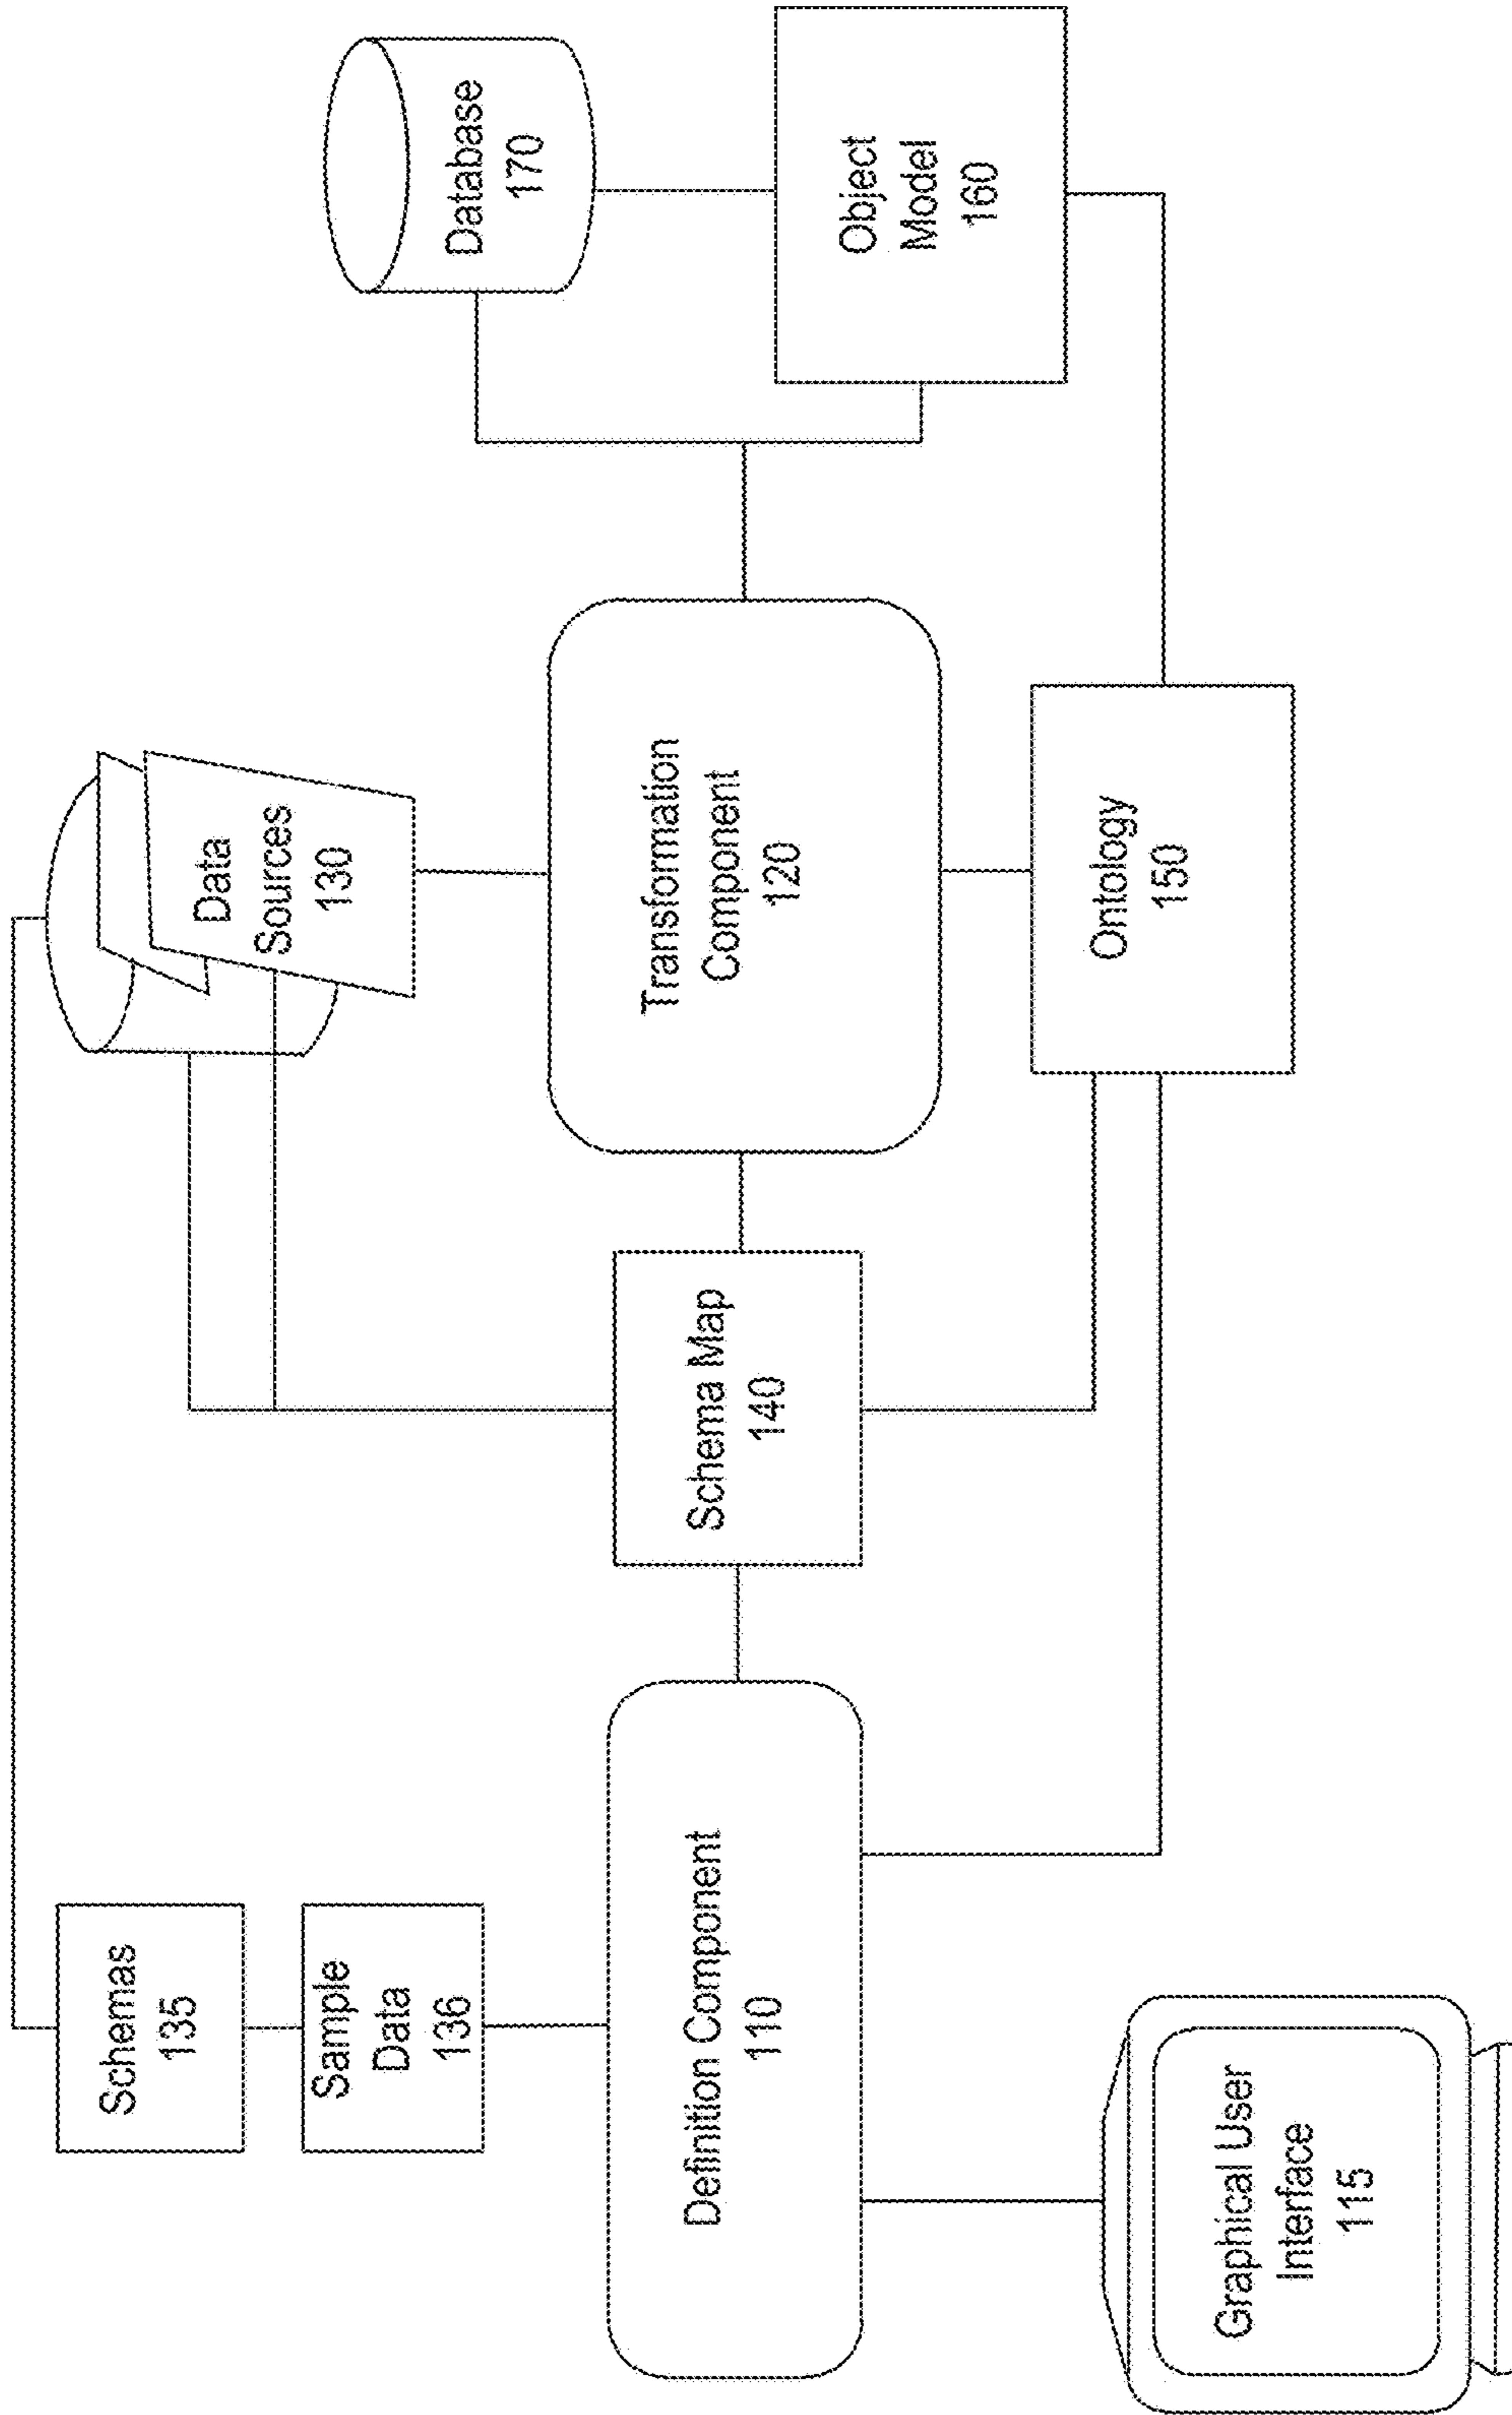 Schemas
135
Sample
Data
136
Data
Sources
130
Database
170
Definition Component
110
Schema Map
140
Transformation
Component
120
Object
Model
160
Graphical User
Interface
115
Ontology
150